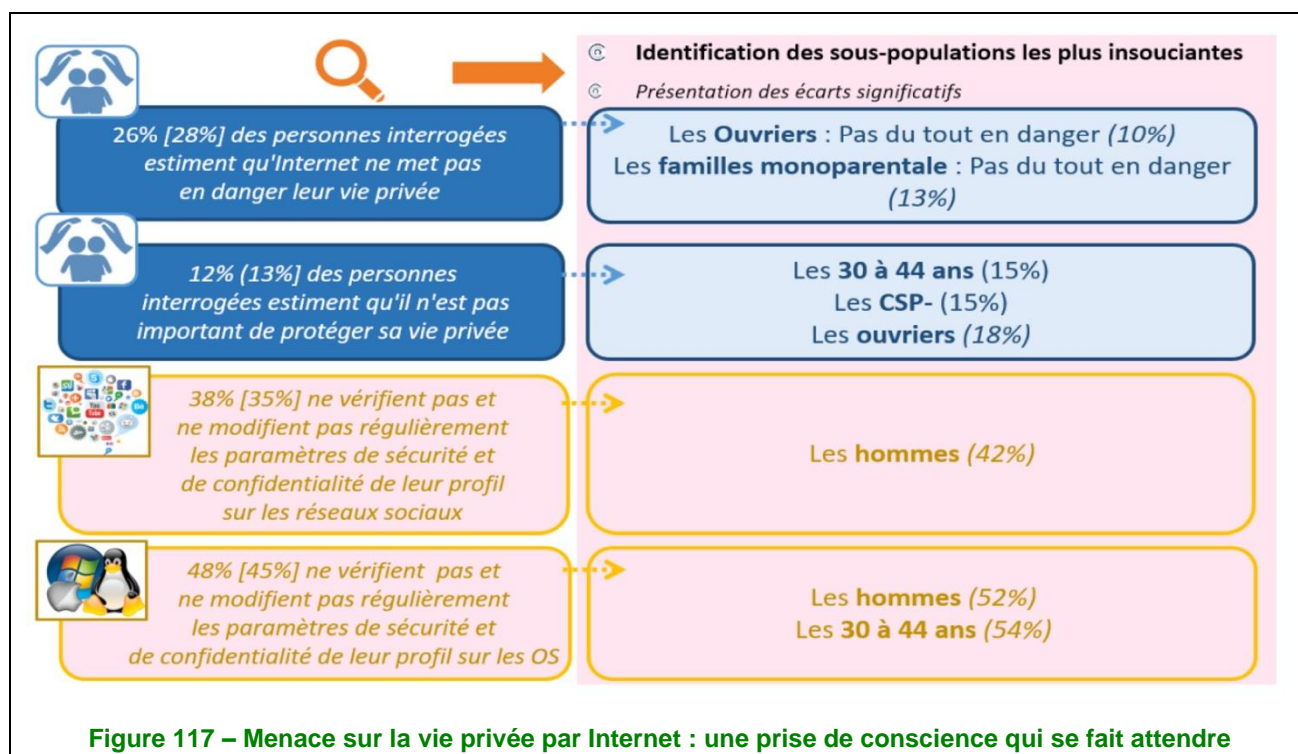 Identification des sous-populations les plus insouciantes
Présentation des écarts significatifs
26% [28%] des personnes interrogées
estiment qu'Internet ne met pas
en danger leur vie privée
Les Ouvriers : Pas du tout en danger (10%)
Les familles monoparentale : Pas du tout en danger
(13%)
12% (13%] des personnes
interrogées estiment qu'il n'est pas
important de protéger sa vie privée
Les 30 à 44 ans (15%)
Les CSP- (15%)
Les ouvriers (18%)
38% [35%] ne vérifient pas et
ne modifient pas régulièrement
les paramètres de sécurité et
de confidentialité de leur profil
sur les réseaux sociaux
Les hommes (42%)
48% [45%] ne vérifient pas et
ne modifient pas régulièrement
les paramètres de sécurité et
de confidentialité de leur profil sur les OS
Les hommes (52%)
Les 30 à 44 ans (54%)
Figure 117 – Menace sur la vie privée par Internet : une prise de conscience qui se fait attendre